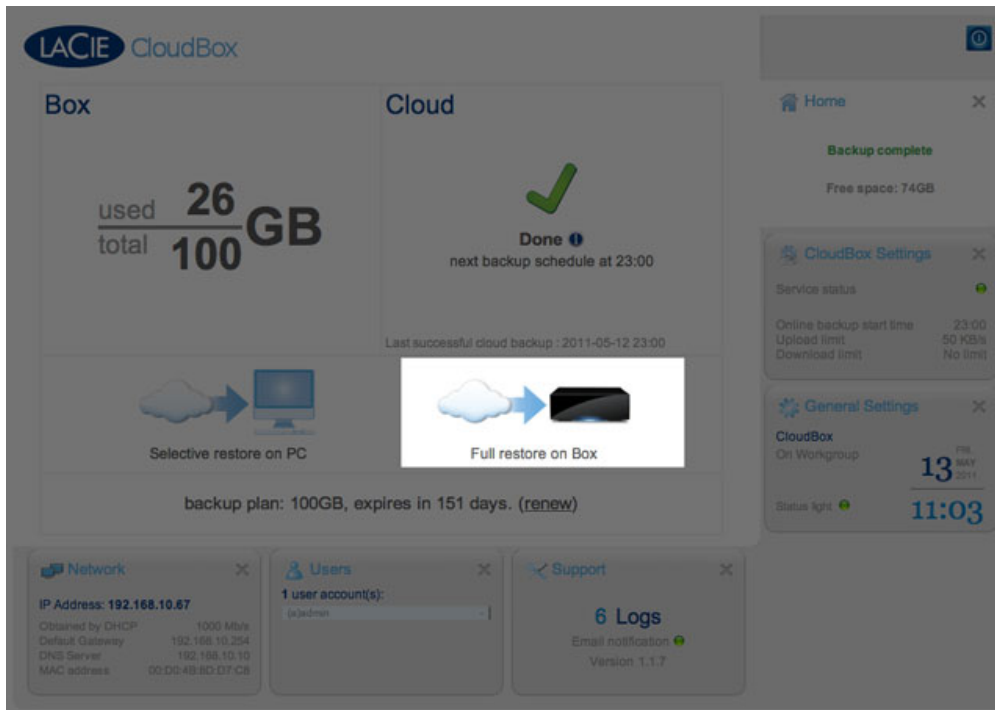 LACIE CloudBox
Box
used 26
total 100 GB
Cloud
Done
next backup schedule at 23:00
Last successful cloud backup : 2011-05-12 23:00
Selective restore on PC
Full restore on Box
backup plan: 100GB, expires in 151 days. (renew)
Home
Backup complete
Free space: 74GB
CloudBox Settings
Service status
Online backup start time 23:00
Upload limit 50 KB/s
Download limit No limit
General Settings
CloudBox
On Workgroup
FRI.
13 MAY
2011
Status light 11:03
Network
IP Address: 192.168.10.67
Obtained by DHCP 1000 Mb/s
Default Gateway 192.168.10.254
DNS Server 192.168.10.10
MAC address 00:D0:4B:8D:D7:C8
Users
1 user account(s):
(a)admin
Support
6 Logs
Email notification
Version 1.1.7